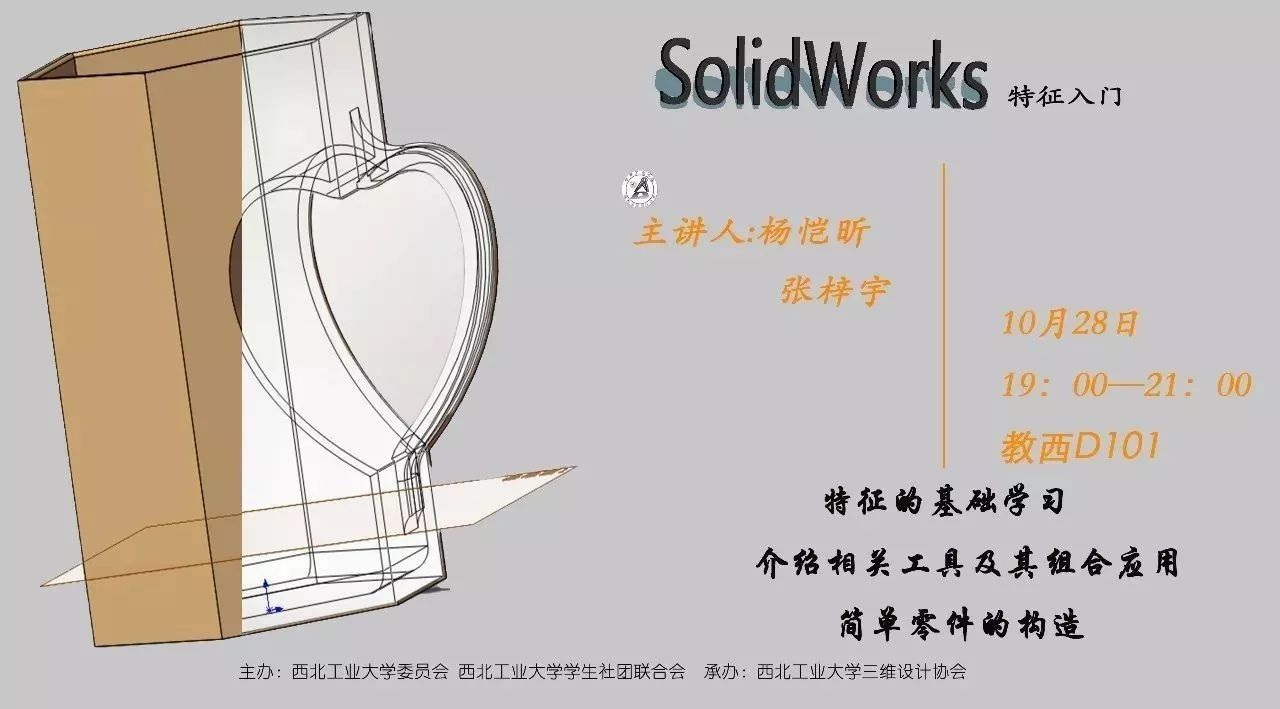 SolidWorks 特征入门
主讲人:杨恺昕
张梓宇
10月28日
19：00—21：00
教西D101
特征的基础学习
介绍相关工具及其组合应用
简单零件的构造
主办：西北工业大学委员会 西北工业大学学生社团联合会 承办：西北工业大学三维设计协会